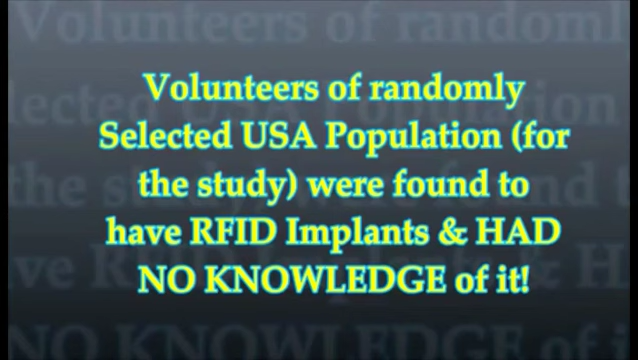 Volunteers of randomly
Selected USA Population (for
the study) were found to
have RFID Implants & HAD
NO KNOWLEDGE of it!